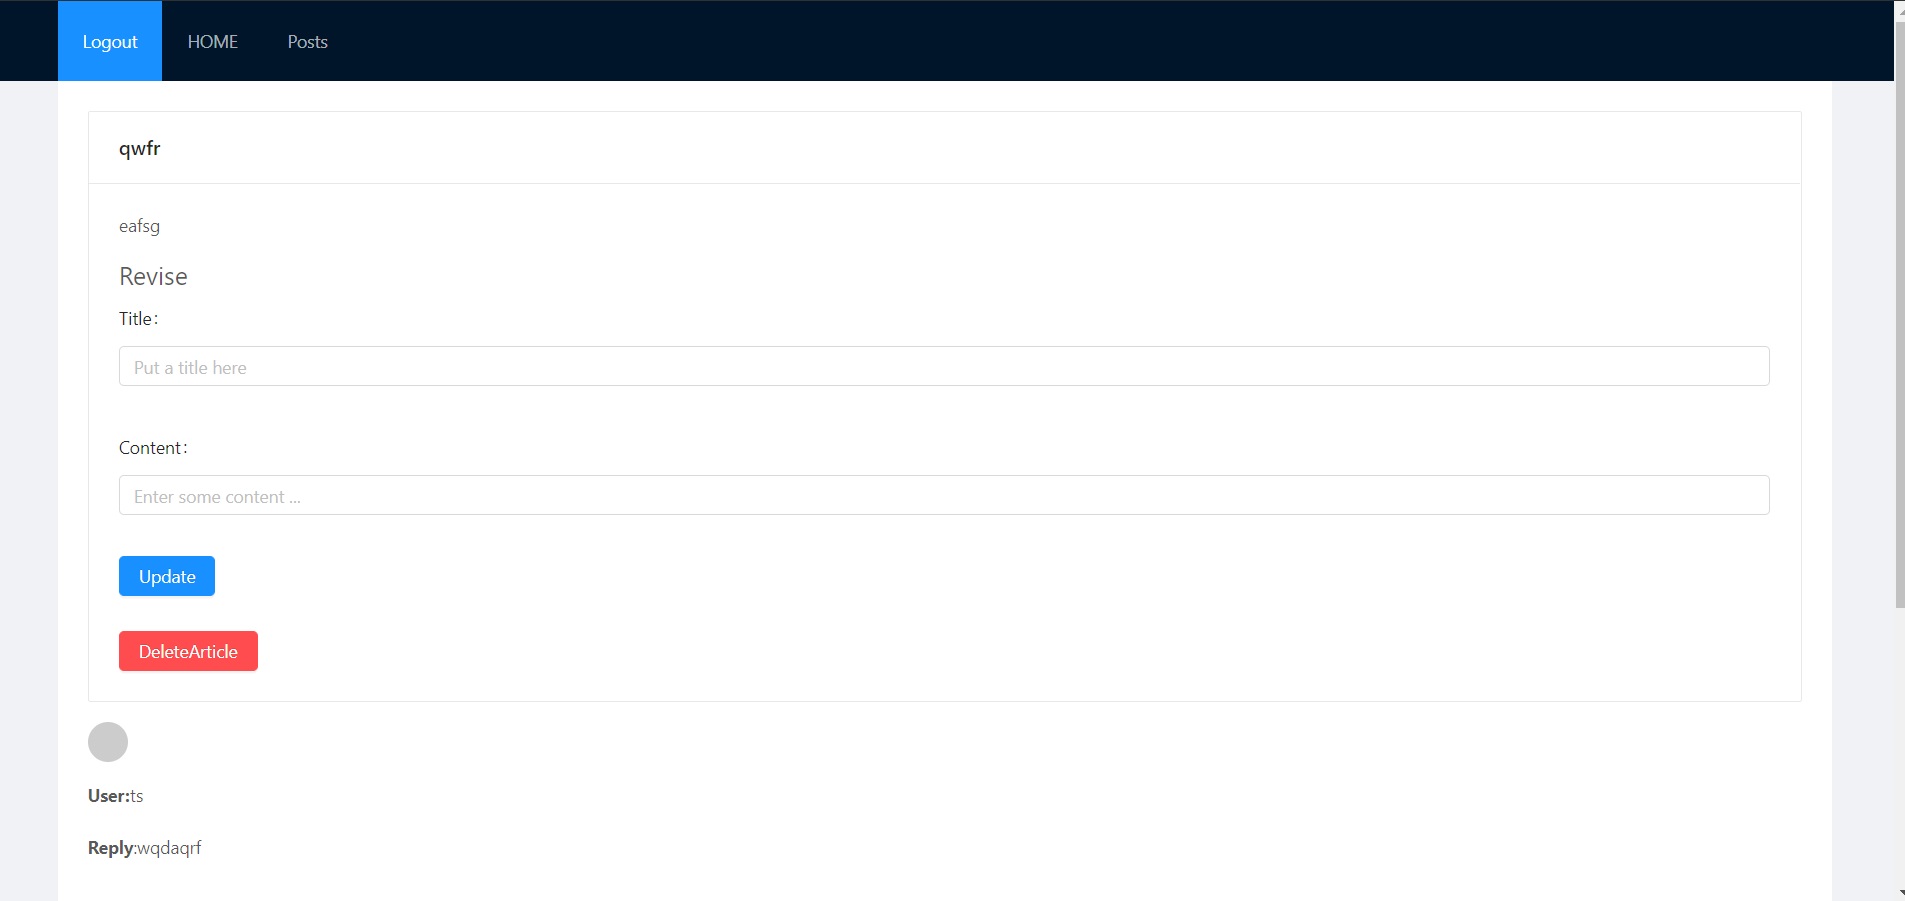 Logout HOME Posts
qwfr
eafsg
Revise
Title:
Put a title here
Content:
Enter some content ...
Update
DeleteArticle
User:ts
Reply:wqdaqrf